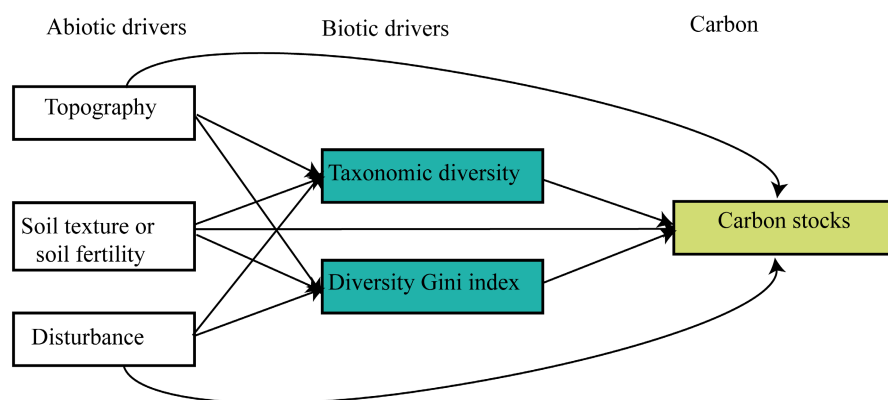 Abiotic drivers
Biotic drivers
Carbon
Topography
Taxonomic diversity
Soil texture or
soil fertility
Carbon stocks
Diversity Gini index
Disturbance